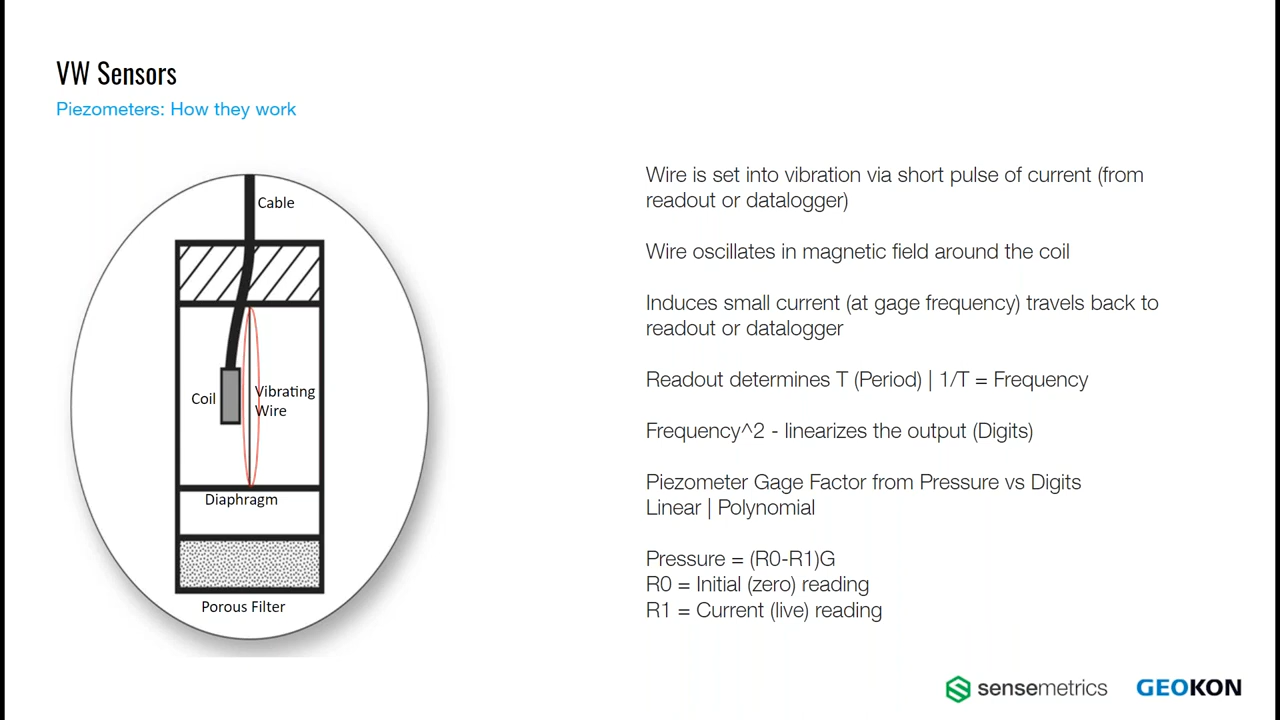 VW Sensors
Piezometers: How they work
Cable
Coil
Vibrating
Wire
Diaphragm
Porous Filter
Wire is set into vibration via short pulse of current (from
readout or datalogger)
Wire oscillates in magnetic field around the coil
Induces small current (at gage frequency) travels back to
readout or datalogger
Readout determines T (Period) | 1/T = Frequency
Frequency^2 - linearizes the output (Digits)
Piezometer Gage Factor from Pressure vs Digits
Linear | Polynomial
Pressure = (R0-R1)G
R0 = Initial (zero) reading
R1 = Current (live) reading
sensemetrics
GEOKON